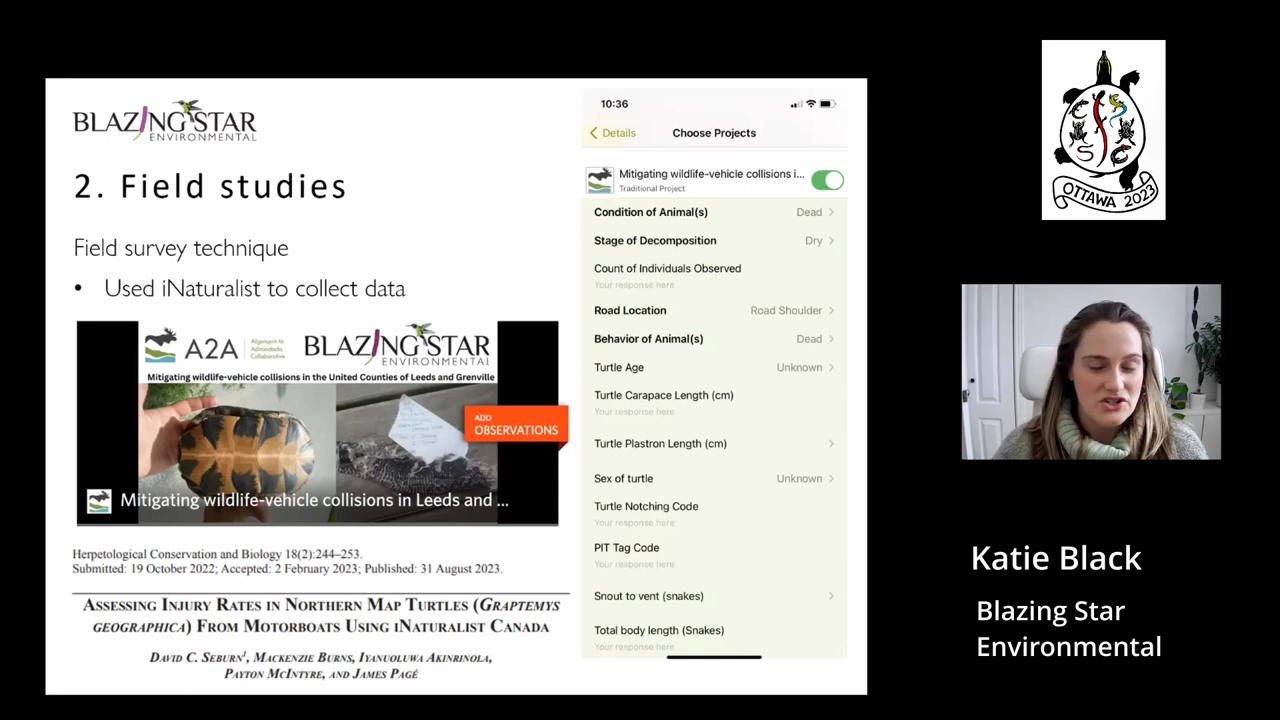 BLAZING STAR
ENVIRONMENTAL
2. Field studies
Field survey technique
• Used iNaturalist to collect data
A2A
Algonquin to
Adirondacks
Collaborative
BLAZING STAR
ENVIRONMENTAL
Mitigating wildlife-vehicle collisions in the United Counties of Leeds and Grenville
ADD
OBSERVATIONS
Mitigating wildlife-vehicle collisions in Leeds and ...
Herpetological Conservation and Biology 18(2):244–253.
Submitted: 19 October 2022; Accepted: 2 February 2023; Published: 31 August 2023.
ASSESSING INJURY RATES IN NORTHERN MAP TURTLES (GRAPTEMYS
GEOGRAPHICA) FROM MOTORBOATS USING INATURALIST CANADA
DAVID C. SEBURN¹, MACKENZIE BURNS, IYANUOLUWA AKINRINOLA,
PAYTON MCINTYRE, AND JAMES PAGÉ
10:36
Details
Choose Projects
Mitigating wildlife-vehicle collisions i...
Traditional Project
Condition of Animal(s) Dead
Stage of Decomposition Dry
Count of Individuals Observed
Your response here
Road Location Road Shoulder
Behavior of Animal(s) Dead
Turtle Age Unknown
Turtle Carapace Length (cm)
Your response here
Turtle Plastron Length (cm)
Sex of turtle Unknown
Turtle Notching Code
Your response here
PIT Tag Code
Your response here
Snout to vent (snakes)
Total body length (Snakes)
Your response here
OTTAWA 2023
Katie Black
Blazing Star
Environmental